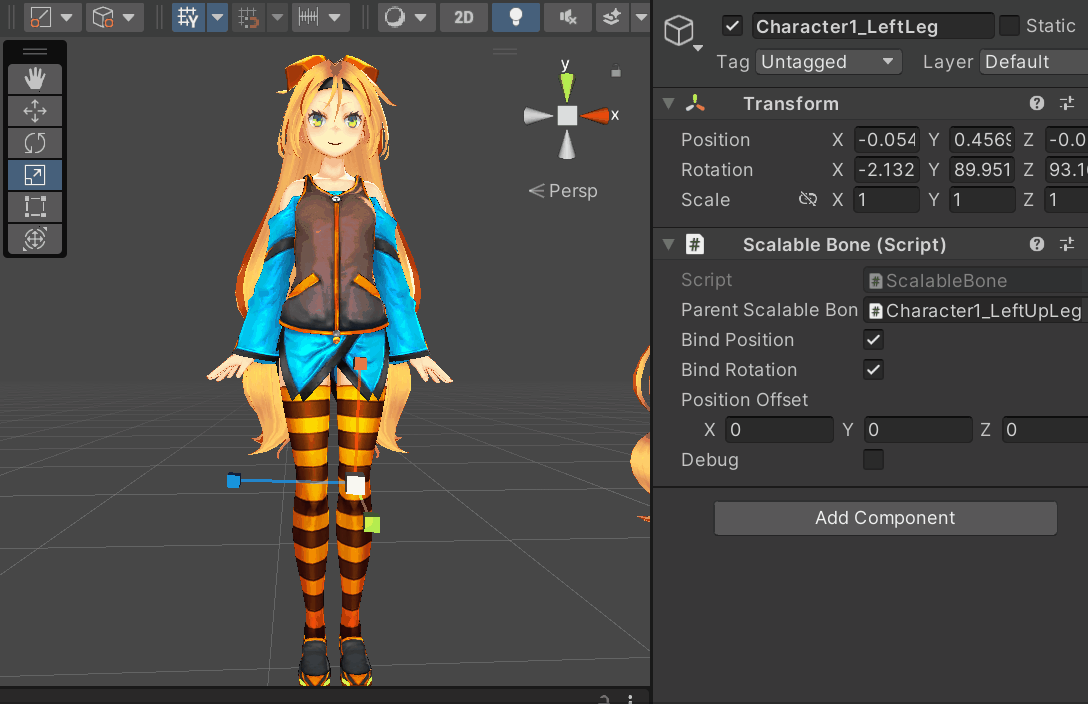 2D
y
x
Persp
Character1_LeftLeg
Static
Tag Untagged Layer Default
Transform
Position X -0.054 Y 0.4569 Z -0.0
Rotation X -2.132 Y 89.951 Z 93.1
Scale X 1 Y 1 Z 1
# Scalable Bone (Script)
Script # ScalableBone
Parent Scalable Bon # Character1_LeftUpLeg
Bind Position
Bind Rotation
Position Offset
X 0 Y 0 Z 0
Debug
Add Component